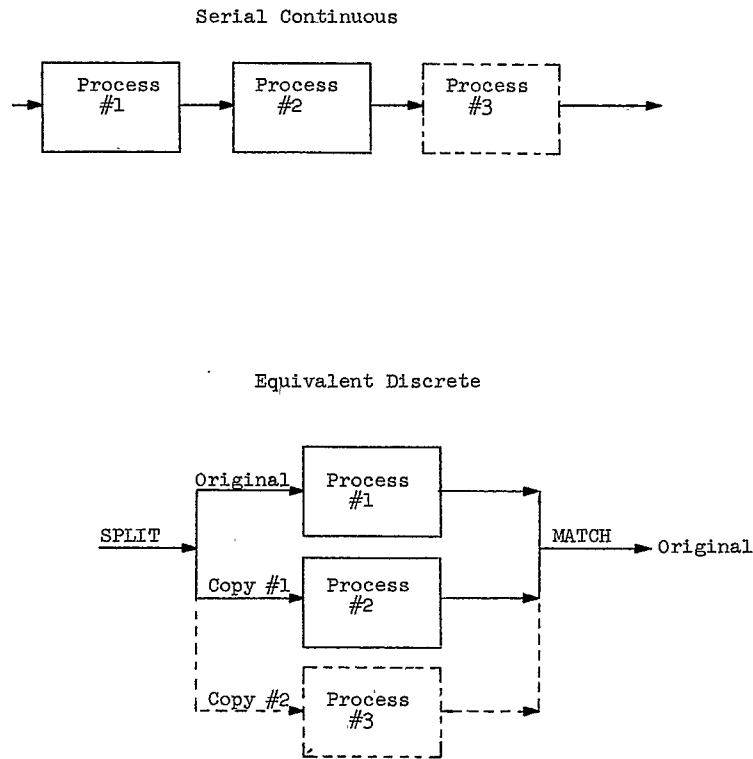 Serial Continuous
Process
#1
Process
#2
Process
#3
Equivalent Discrete
Original
Process
#1
SPLIT
MATCH
Original
Copy #1
Process
#2
Copy #2
Process
#3